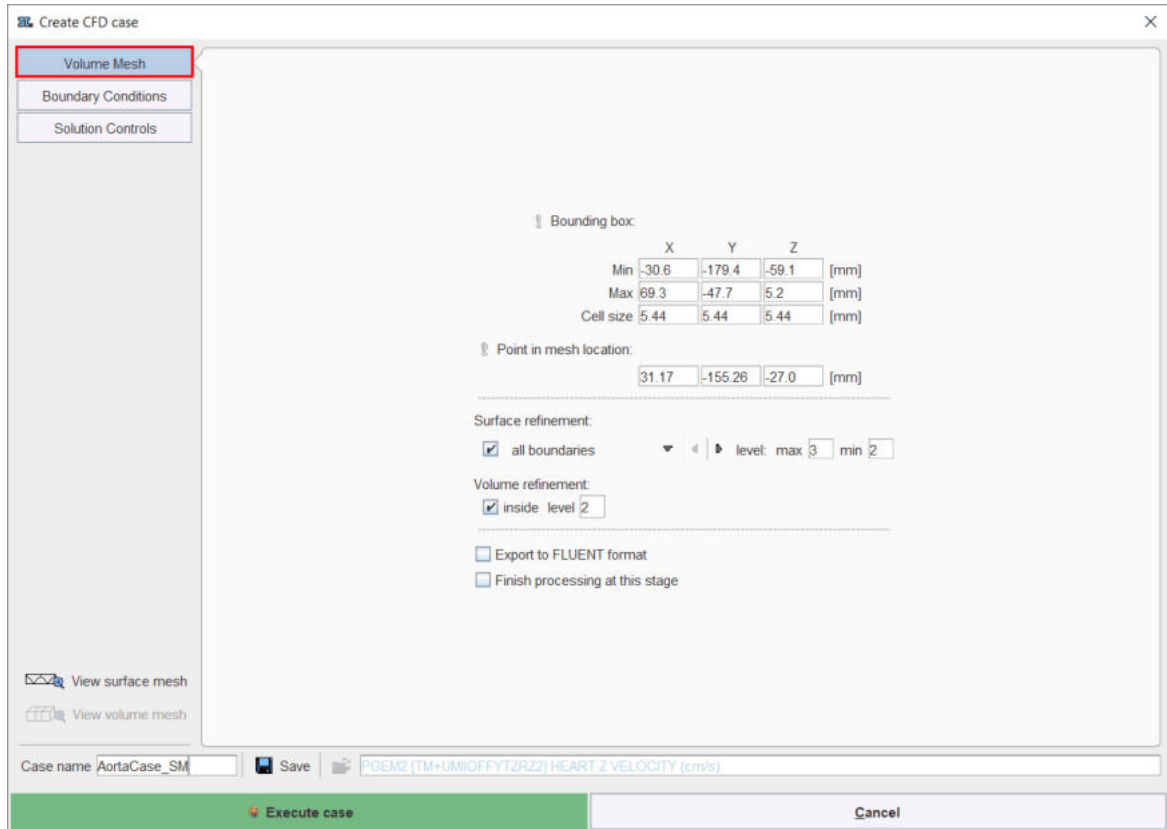 Create CFD case
Volume Mesh
Boundary Conditions
Solution Controls
Bounding box:
X Y Z
Min -30.6 -179.4 -59.1 [mm]
Max 69.3 -47.7 5.2 [mm]
Cell size 5.44 5.44 5.44 [mm]
Point in mesh location:
31.17 -155.26 -27.0 [mm]
Surface refinement:
all boundaries level: max 3 min 2
Volume refinement:
inside level 2
Export to FLUENT format
Finish processing at this stage
View surface mesh
View volume mesh
Case name AortaCase_SM Save PGEM2 [TM+UMIIOFFYTZRZ2] HEART Z VELOCITY (cm/s)
Execute case Cancel